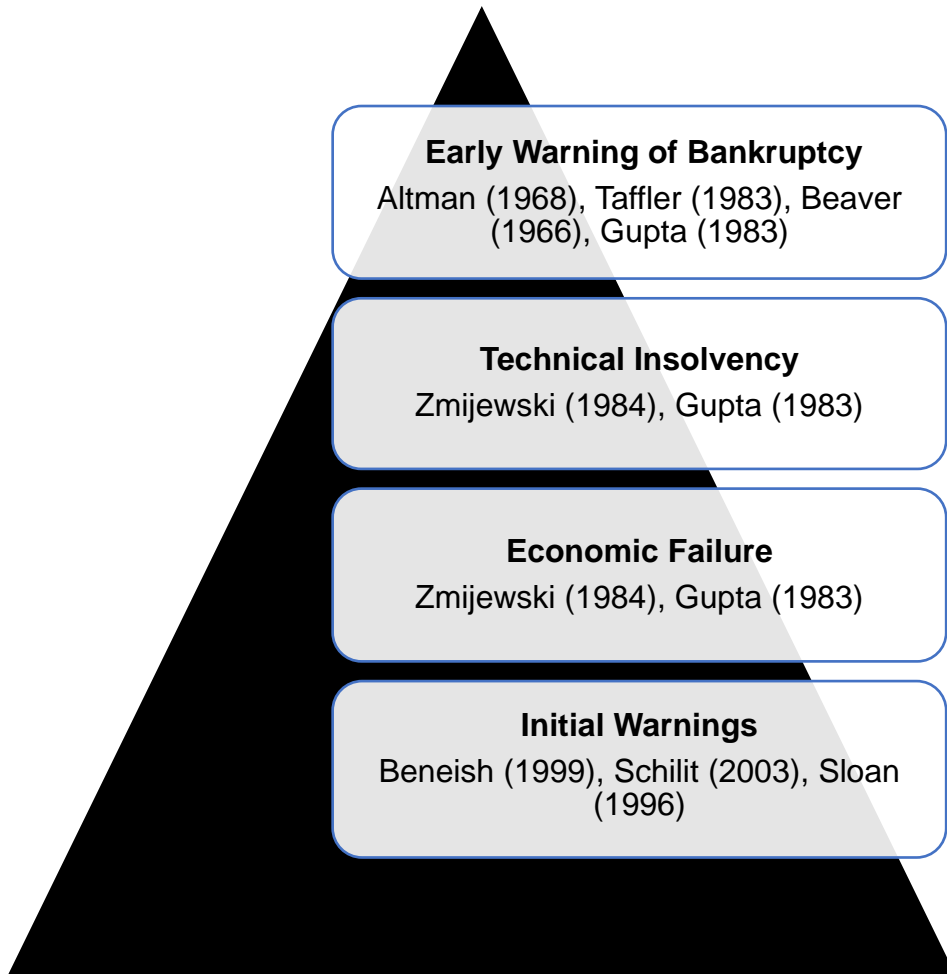 Early Warning of Bankruptcy
Altman (1968), Taffler (1983), Beaver
(1966), Gupta (1983)
Technical Insolvency
Zmijewski (1984), Gupta (1983)
Economic Failure
Zmijewski (1984), Gupta (1983)
Initial Warnings
Beneish (1999), Schilit (2003), Sloan
(1996)